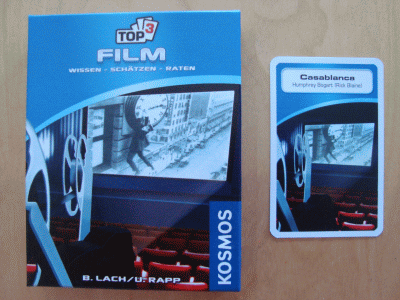 TOP 3
FILM
WISSEN - SCHÄTZEN - RATEN
B. LACH/U. RAPP
KOSMOS
Casablanca
Humphrey Bogart (Rick Blaine)